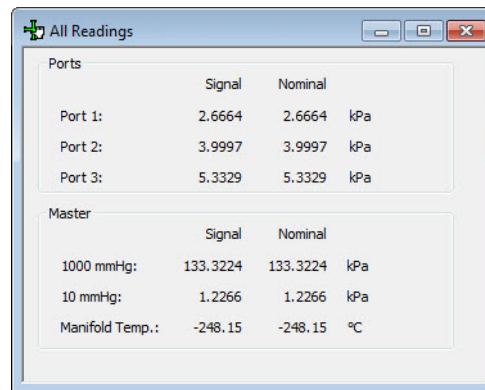 All Readings
Ports
Signal Nominal
Port 1: 2.6664 2.6664 kPa
Port 2: 3.9997 3.9997 kPa
Port 3: 5.3329 5.3329 kPa
Master
Signal Nominal
1000 mmHg: 133.3224 133.3224 kPa
10 mmHg: 1.2266 1.2266 kPa
Manifold Temp.: -248.15 -248.15 °C